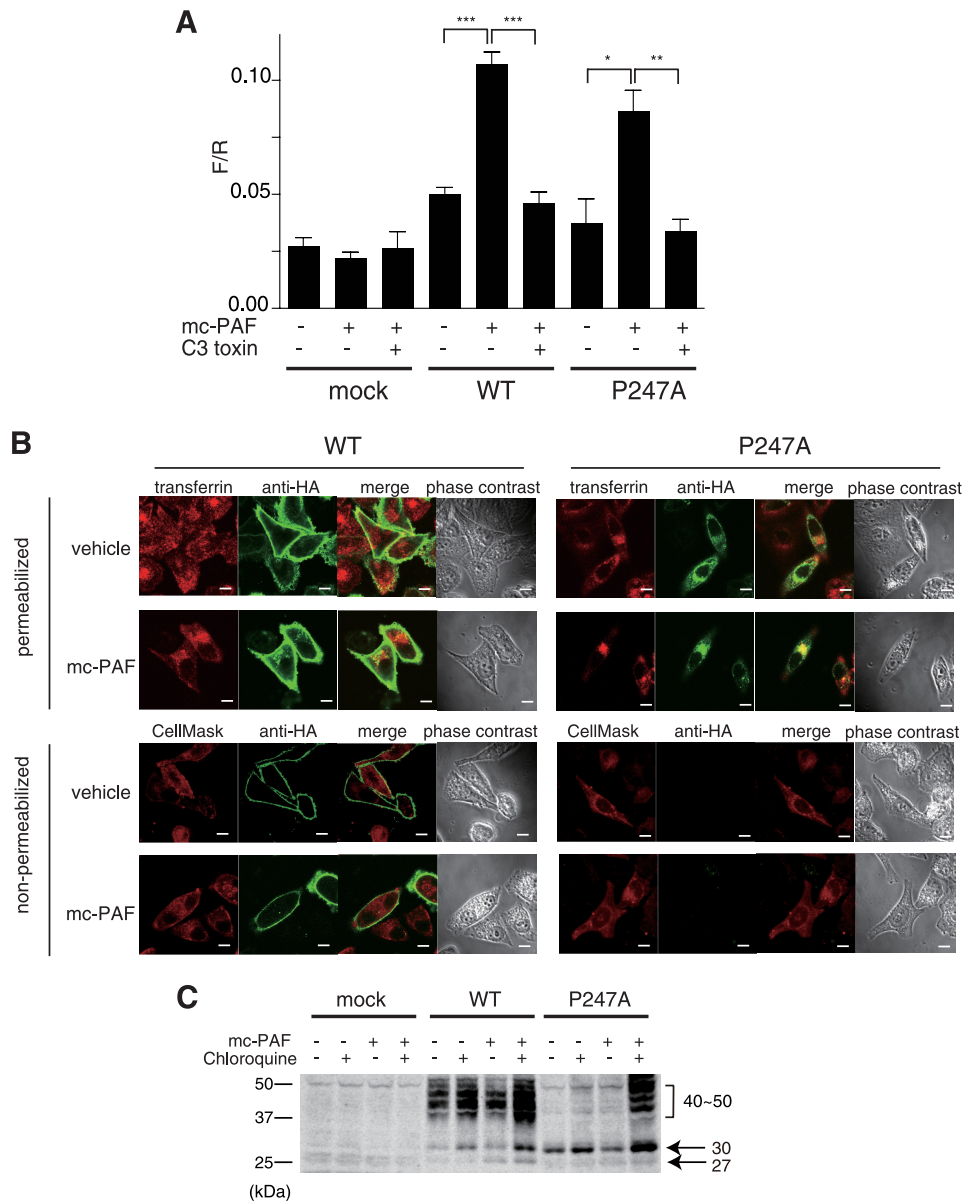 A
*** ***
* **
0.10
F/R
0.05
0.00
mc-PAF - + + - + + - + +
C3 toxin - - + - - + - - +
mock WT P247A
B
WT P247A
transferrin anti-HA merge phase contrast transferrin anti-HA merge phase contrast
permeabilized
vehicle
mc-PAF
CellMask anti-HA merge phase contrast CellMask anti-HA merge phase contrast
non-permeabilized
vehicle
mc-PAF
C
mock WT P247A
mc-PAF - - + + - - + + - - + +
Chloroquine - + - + - + - + - + - +
50
40~50
37
30
25
27
(kDa)